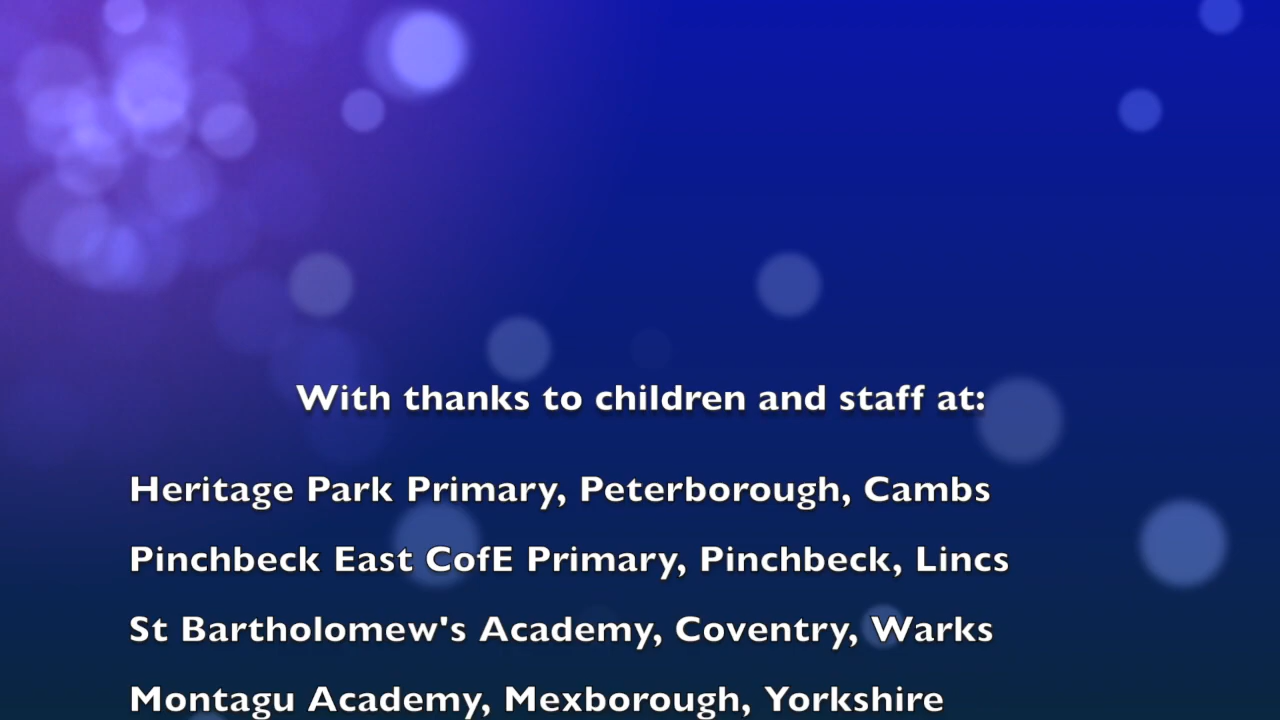 With thanks to children and staff at:
Heritage Park Primary, Peterborough, Cambs
Pinchbeck East CofE Primary, Pinchbeck, Lincs
St Bartholomew's Academy, Coventry, Warks
Montagu Academy, Mexborough, Yorkshire